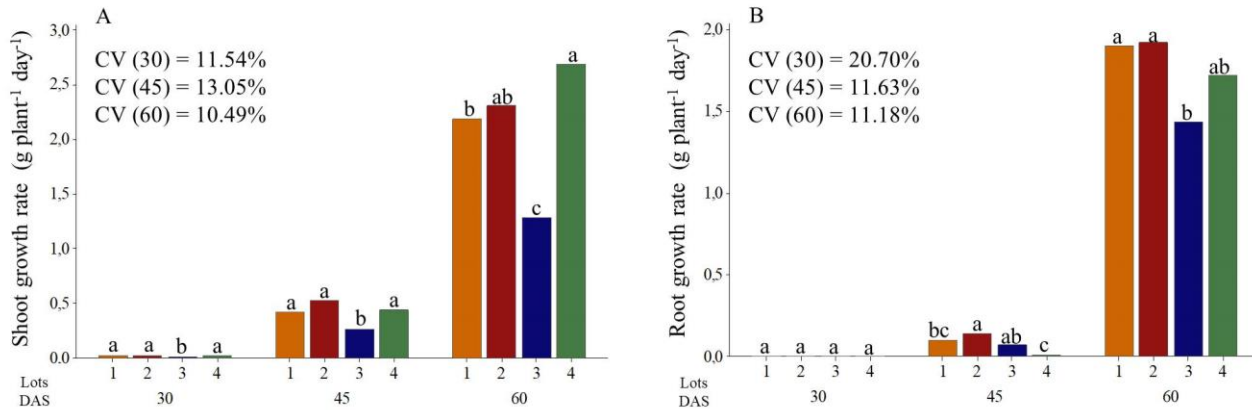 A
CV (30) = 11.54%
CV (45) = 13.05%
CV (60) = 10.49%
Shoot growth rate (g plant⁻¹ day⁻¹)
3,0
2,5
2,0
1,5
1,0
0,5
0,0
a a b a
a a b a
b ab c a
Lots 1 2 3 4 1 2 3 4 1 2 3 4
DAS 30 45 60
B
CV (30) = 20.70%
CV (45) = 11.63%
CV (60) = 11.18%
Root growth rate (g plant⁻¹ day⁻¹)
2,0
1,5
1,0
0,5
0,0
a a a a
bc a ab c
a a b ab
Lots 1 2 3 4 1 2 3 4 1 2 3 4
DAS 30 45 60